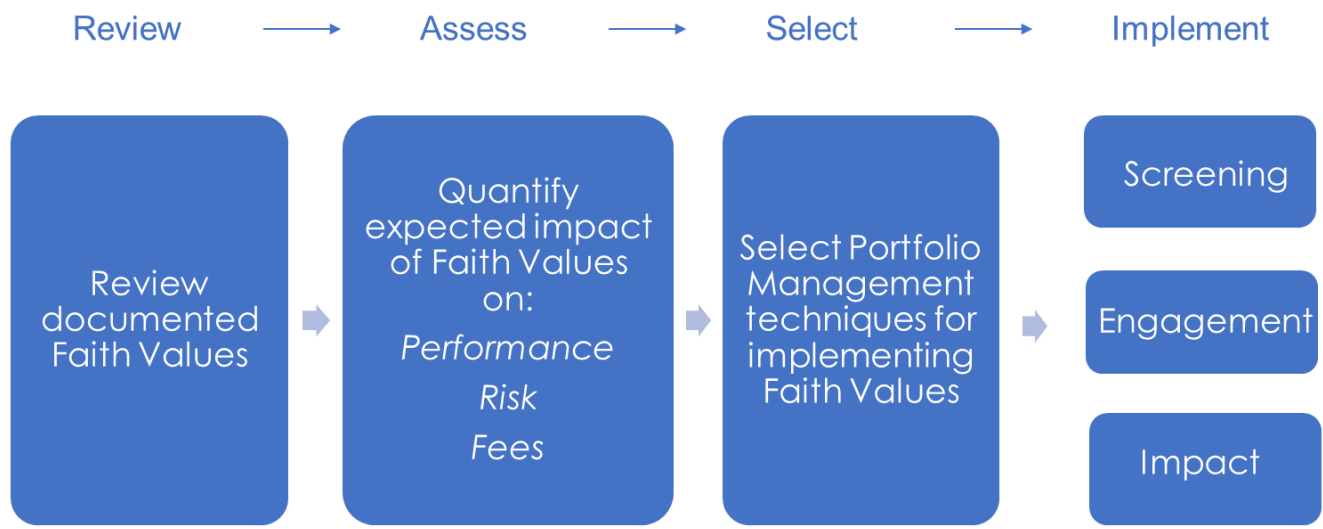 Review
Assess
Select
Implement
Review
documented
Faith Values
Quantify
expected impact
of Faith Values
on:
Performance
Risk
Fees
Select Portfolio
Management
techniques for
implementing
Faith Values
Screening
Engagement
Impact